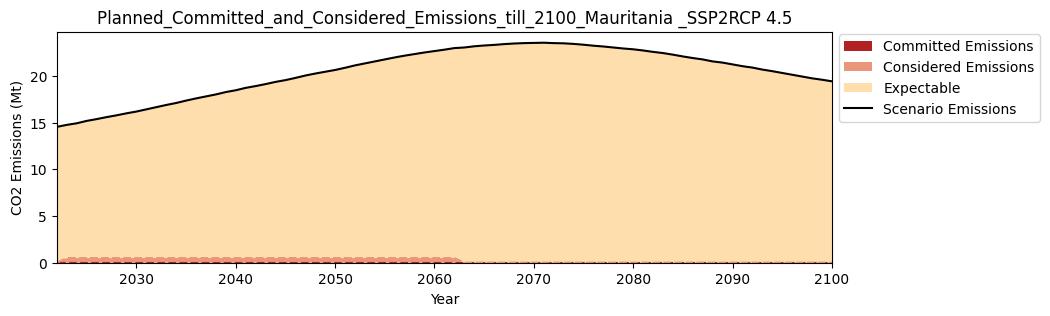 Planned_Committed_and_Considered_Emissions_till_2100_Mauritania _SSP2RCP 4.5
CO2 Emissions (Mt)
20
15
10
5
0
2030
2040
2050
2060
2070
2080
2090
2100
Year
Committed Emissions
Considered Emissions
Expectable
Scenario Emissions